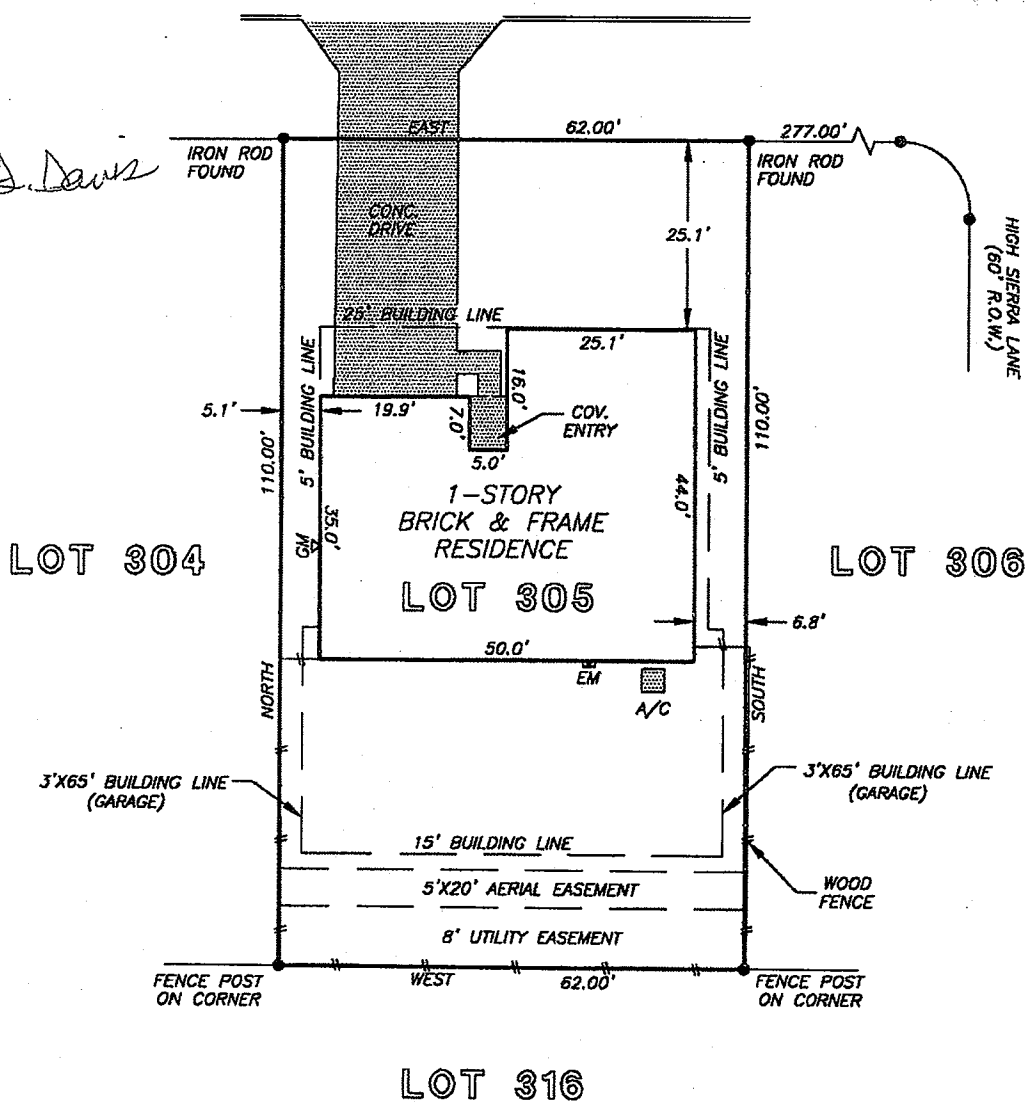 EAST
62.00'
277.00'
IRON ROD
FOUND
IRON ROD
FOUND
Davis
CONC.
DRIVE
25.1'
HIGH SIERRA LANE
(60' R.O.W.)
25' BUILDING LINE
25.1'
5' BUILDING LINE
5' BUILDING LINE
5.1'
19.9'
16.0'
7.0'
COV.
ENTRY
5.0'
110.00'
110.00'
1-STORY
BRICK & FRAME
RESIDENCE
35.0'
44.0'
GM
LOT 304
LOT 305
LOT 306
6.8'
50.0'
EM
A/C
NORTH
SOUTH
3'X65' BUILDING LINE
(GARAGE)
3'X65' BUILDING LINE
(GARAGE)
15' BUILDING LINE
5'X20' AERIAL EASEMENT
WOOD
FENCE
8' UTILITY EASEMENT
FENCE POST
ON CORNER
WEST
62.00'
FENCE POST
ON CORNER
LOT 316